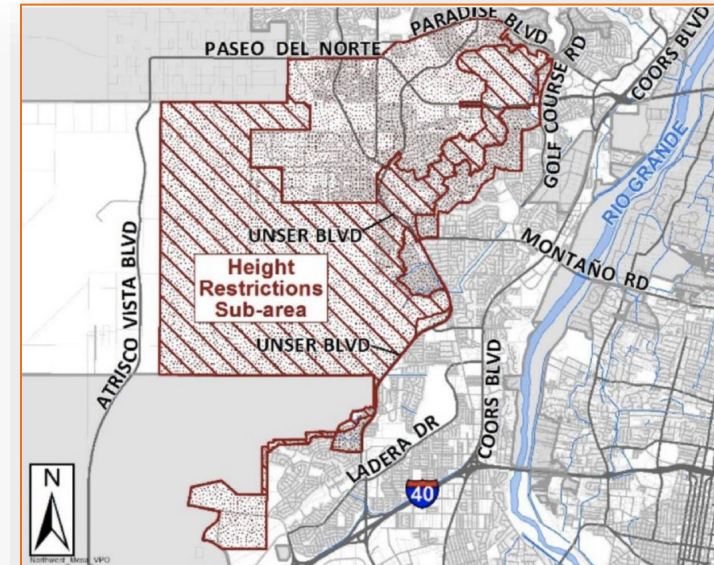 PARADISE BLVD
PASEO DEL NORTE
GOLF COURSE RD
COORS BLVD
RIO GRANDE
UNSER BLVD
MONTAÑO RD
Height
Restrictions
Sub-area
ATRISCO VISTA BLVD
UNSER BLVD
COORS BLVD
LADERA DR
40
N
Northwest_Mesa_VPO